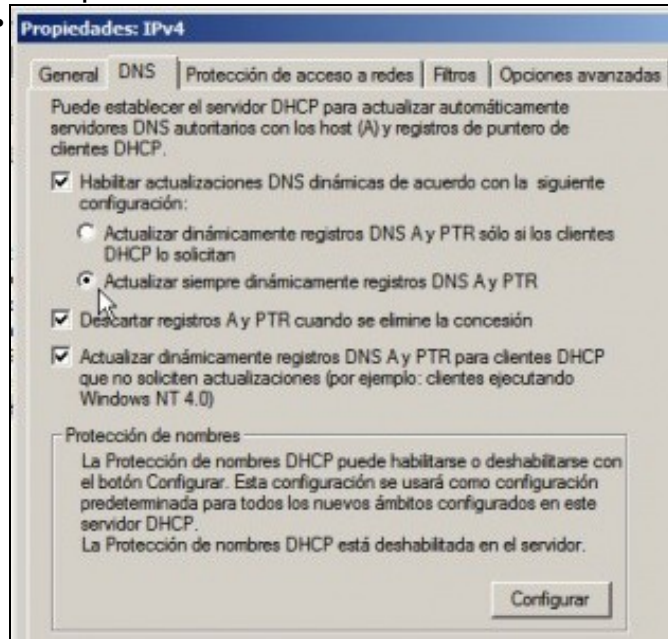 Propiedades: IPv4
General DNS Protección de acceso a redes Filtros Opciones avanzadas
Puede establecer el servidor DHCP para actualizar automáticamente
servidores DNS autoritarios con los host (A) y registros de puntero de
clientes DHCP.
Habilitar actualizaciones DNS dinámicas de acuerdo con la siguiente
configuración:
Actualizar dinámicamente registros DNS A y PTR sólo si los clientes
DHCP lo solicitan
Actualizar siempre dinámicamente registros DNS A y PTR
Descartar registros A y PTR cuando se elimine la concesión
Actualizar dinámicamente registros DNS A y PTR para clientes DHCP
que no soliciten actualizaciones (por ejemplo: clientes ejecutando
Windows NT 4.0)
Protección de nombres
La Protección de nombres DHCP puede habilitarse o deshabilitarse con
el botón Configurar. Esta configuración se usará como configuración
predeterminada para todos los nuevos ámbitos configurados en este
servidor DHCP.
La Protección de nombres DHCP está deshabilitada en el servidor.
Configurar